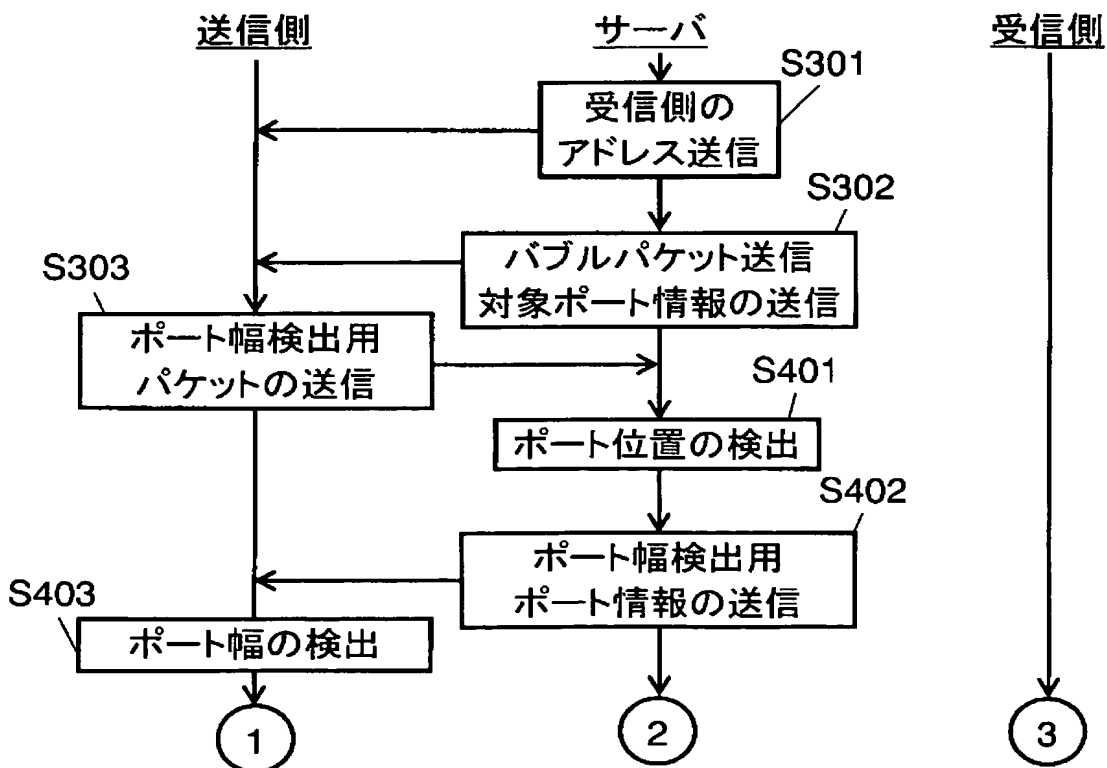 送信側
サーバ
受信側
S301
受信側の
アドレス送信
S302
バブルパケット送信
対象ポート情報の送信
S303
ポート幅検出用
パケットの送信
S401
ポート位置の検出
S402
ポート幅検出用
ポート情報の送信
S403
ポート幅の検出
1
2
3